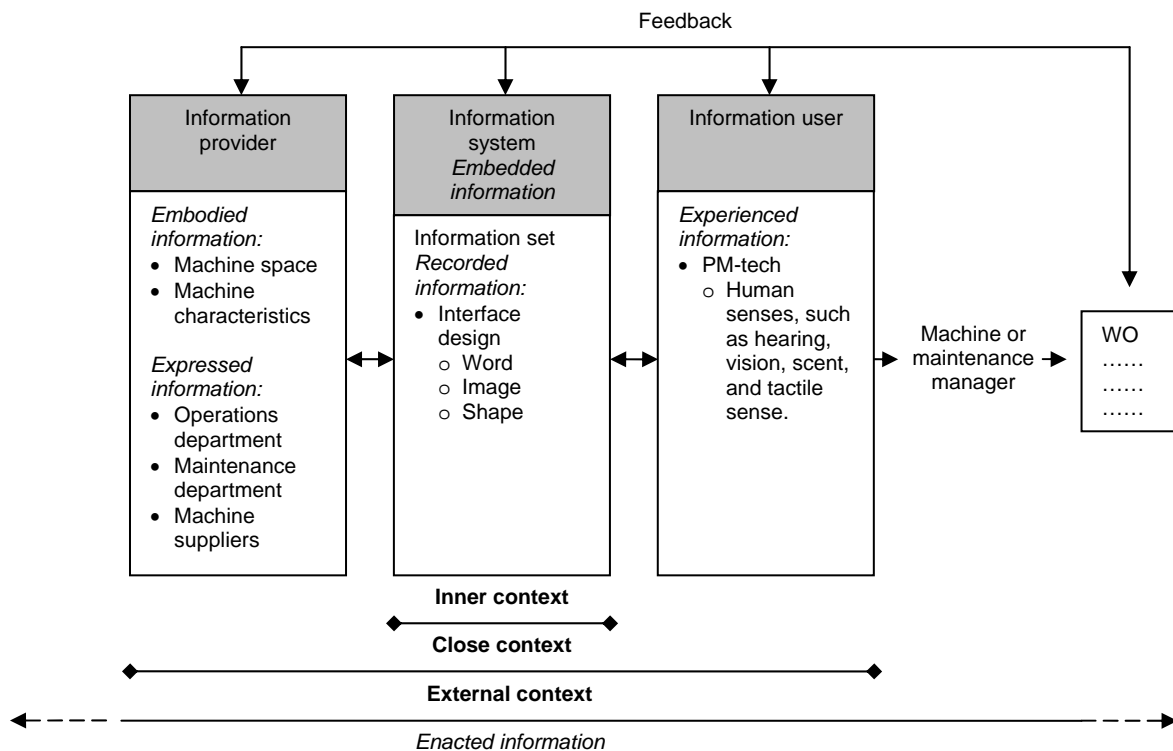 Feedback
Information
provider
Embodied
information:
• Machine space
• Machine
characteristics
Expressed
information:
• Operations
department
• Maintenance
department
• Machine
suppliers
Information
system
Embedded
information
Information set
Recorded
information:
• Interface
design
o Word
o Image
o Shape
Information user
Experienced
information:
• PM-tech
o Human
senses, such
as hearing,
vision, scent,
and tactile
sense.
Machine or
maintenance
manager
WO
......
......
......
Inner context
Close context
External context
Enacted information